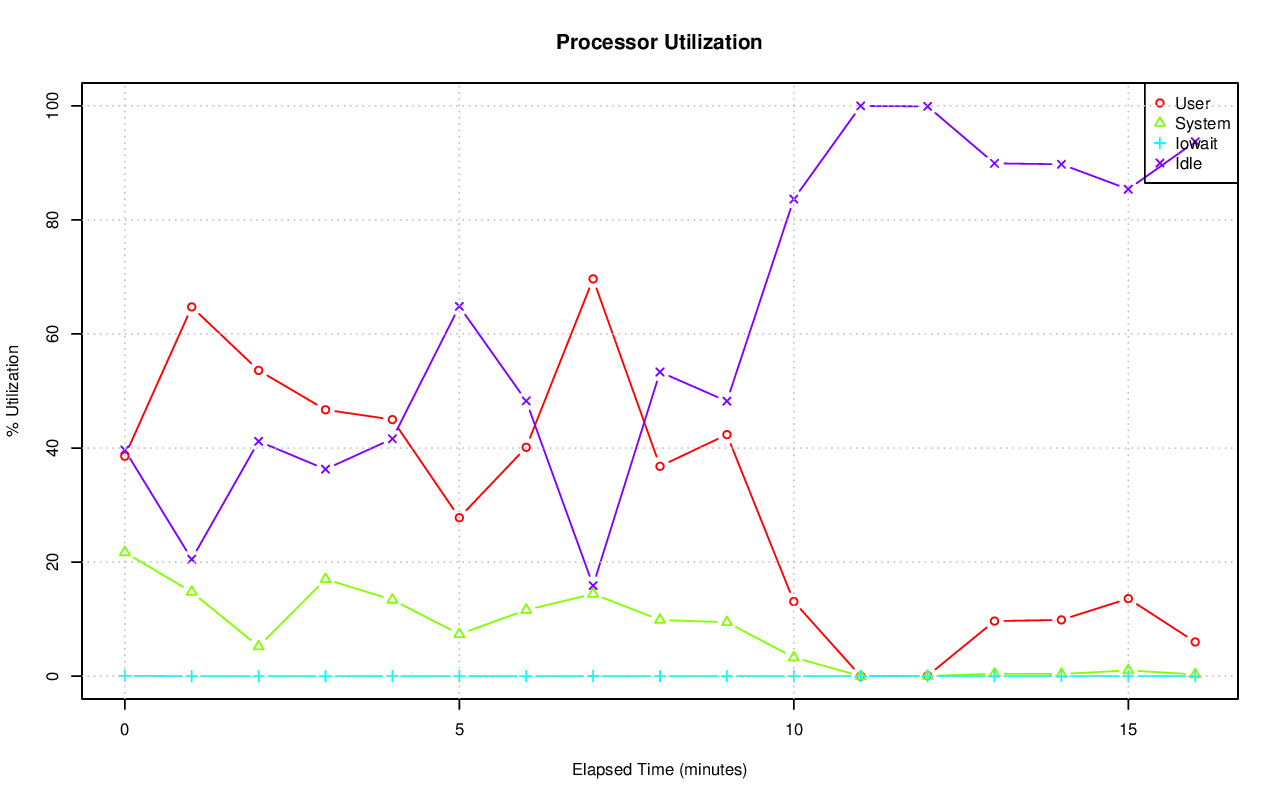 Processor Utilization
100
80
60
40
20
0
% Utilization
User
System
Iowait
Idle
0 5 10 15
Elapsed Time (minutes)